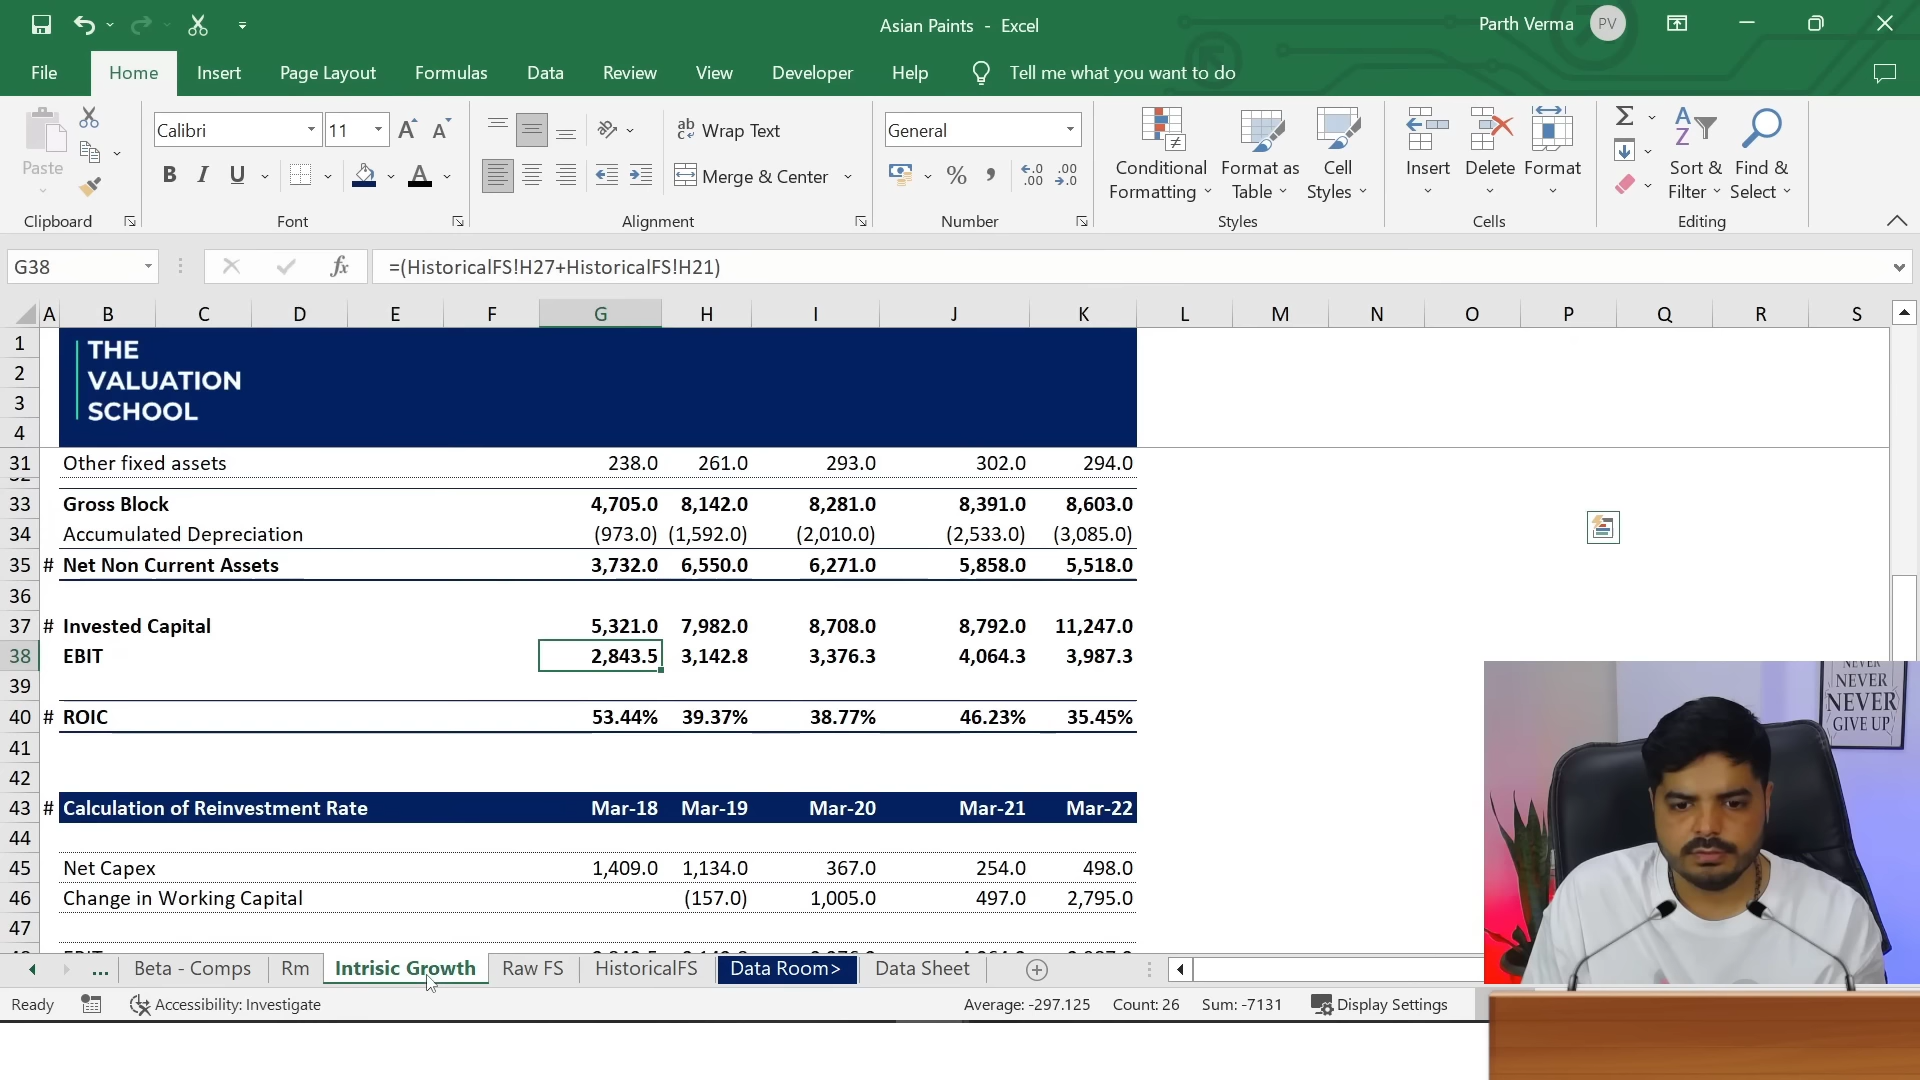 Asian Paints - Excel
Parth Verma
PV
File
Home
Insert
Page Layout
Formulas
Data
Review
View
Developer
Help
Tell me what you want to do
Paste
Clipboard
Calibri
11
B I U
Font
Wrap Text
Merge & Center
Alignment
General
Number
Conditional Formatting
Format as Table
Cell Styles
Styles
Insert
Delete
Format
Cells
Sort & Filter
Find & Select
Editing
G38
fx
=(HistoricalFS!H27+HistoricalFS!H21)
A B C D E F G H I J K L M N O P Q R S
1
2
3
4
THE
VALUATION
SCHOOL
31 Other fixed assets 238.0 261.0 293.0 302.0 294.0
33 Gross Block 4,705.0 8,142.0 8,281.0 8,391.0 8,603.0
34 Accumulated Depreciation (973.0) (1,592.0) (2,010.0) (2,533.0) (3,085.0)
35 # Net Non Current Assets 3,732.0 6,550.0 6,271.0 5,858.0 5,518.0
36
37 # Invested Capital 5,321.0 7,982.0 8,708.0 8,792.0 11,247.0
38 EBIT 2,843.5 3,142.8 3,376.3 4,064.3 3,987.3
39
40 # ROIC 53.44% 39.37% 38.77% 46.23% 35.45%
41
42
43 # Calculation of Reinvestment Rate Mar-18 Mar-19 Mar-20 Mar-21 Mar-22
44
45 Net Capex 1,409.0 1,134.0 367.0 254.0 498.0
46 Change in Working Capital (157.0) 1,005.0 497.0 2,795.0
47
NEVER
NEVER
NEVER
GIVE UP
... Beta - Comps
Rm
Intrisic Growth
Raw FS
HistoricalFS
Data Room>
Data Sheet
Ready
Accessibility: Investigate
Average: -297.125
Count: 26
Sum: -7131
Display Settings